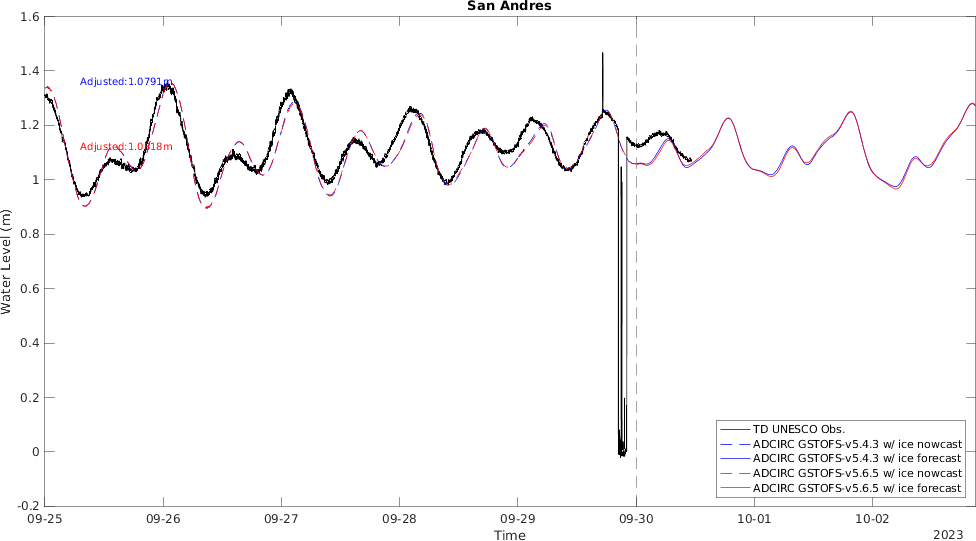 San Andres
1.6
1.4
1.2
1
0.8
0.6
0.4
0.2
0
-0.2
Water Level (m)
Adjusted:1.0791m
Adjusted:
TD UNESCO Obs.
ADCIRC GSTOFS-v5.4.3 w/ ice nowcast
ADCIRC GSTOFS-v5.4.3 w/ ice forecast
ADCIRC GSTOFS-v5.6.5 w/ ice nowcast
ADCIRC GSTOFS-v5.6.5 w/ ice forecast
09-25 09-26 09-27 09-28 09-29 09-30 10-01 10-02
Time
2023